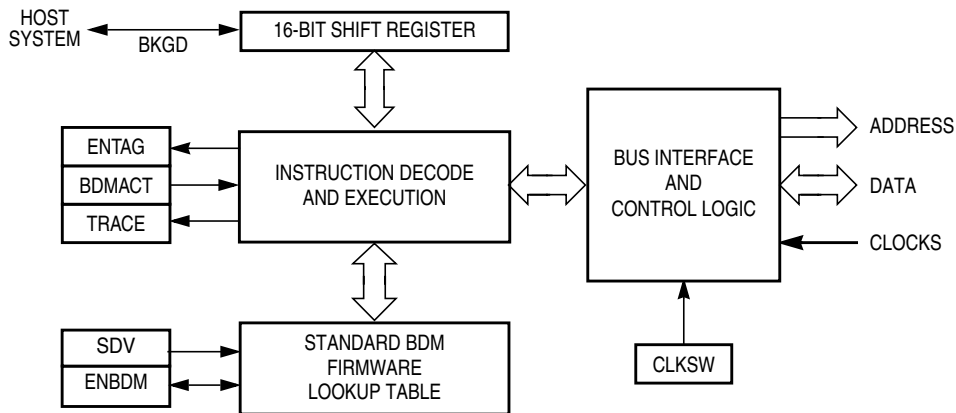 HOST
SYSTEM
BKGD
16-BIT SHIFT REGISTER
ENTAG
BDMACT
TRACE
INSTRUCTION DECODE
AND EXECUTION
BUS INTERFACE
AND
CONTROL LOGIC
ADDRESS
DATA
CLOCKS
SDV
ENBDM
STANDARD BDM
FIRMWARE
LOOKUP TABLE
CLKSW